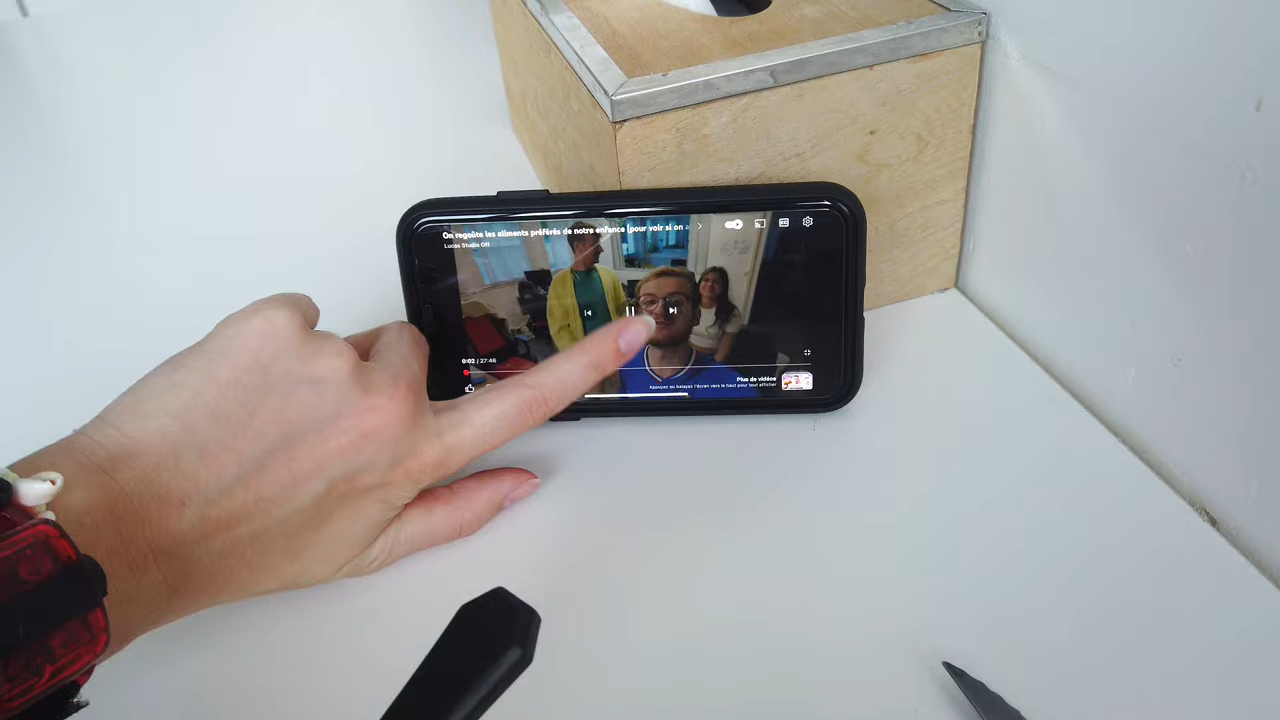 On regoûte les aliments préférés de notre enfance (pour voir si on a
Lucas Studio Off
0:02 / 27:46
Plus de vidéos
Appuyez ou balayez l'écran vers le haut pour tout afficher